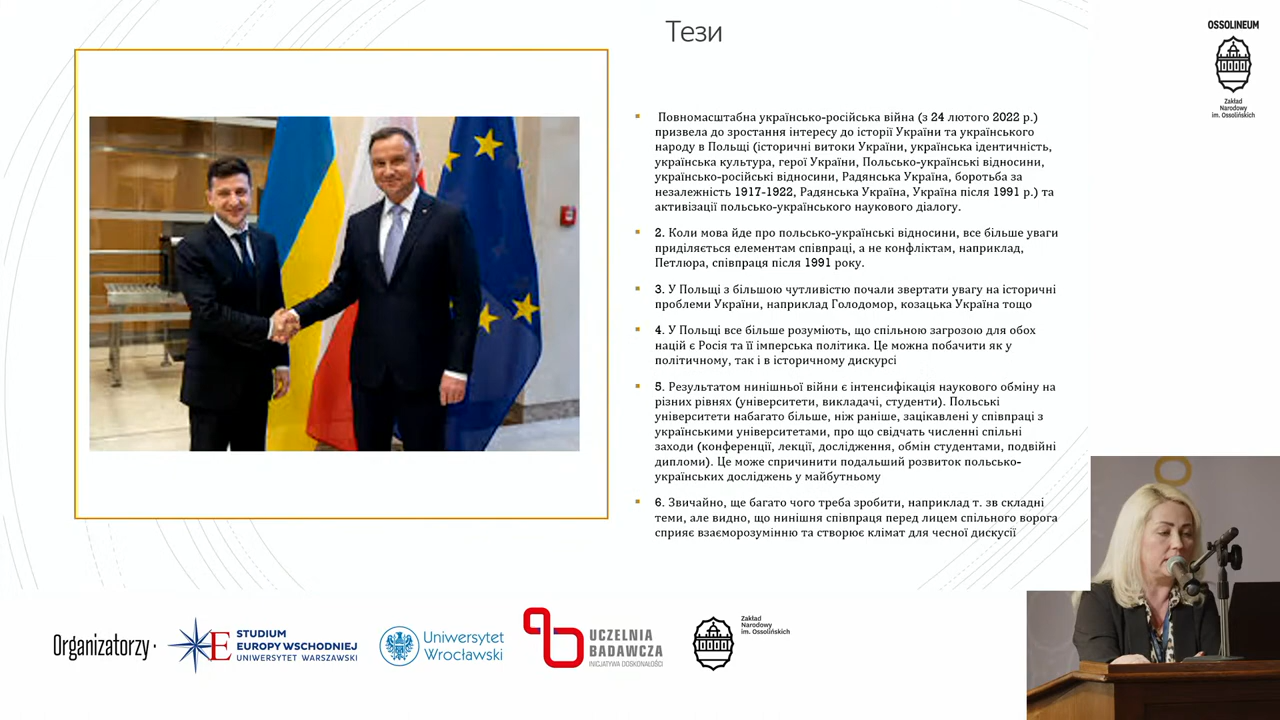 Тези
OSSOLINEUM
Zakład
Narodowy
im. Ossolińskich
Повномасштабна українсько-російська війна (з 24 лютого 2022 р.)
призвела до зростання інтересу до історії України та українського
народу в Польщі (історичні витоки України, українська ідентичність,
українська культура, герої України, Польсько-українські відносини,
українсько-російські відносини, Радянська Україна, боротьба за
незалежність 1917-1922, Радянська Україна, Україна після 1991 р.) та
активізації польсько-українського наукового діалогу.
2. Коли мова йде про польсько-українські відносини, все більше уваги
приділяється елементам співпраці, а не конфліктам, наприклад,
Петлюра, співпраця після 1991 року.
3. У Польщі з більшою чутливістю почали звертати увагу на історичні
проблеми України, наприклад Голодомор, козацька Україна тощо
4. У Польщі все більше розуміють, що спільною загрозою для обох
націй є Росія та її імперська політика. Це можна побачити як у
політичному, так і в історичному дискурсі
5. Результатом нинішньої війни є інтенсифікація наукового обміну на
різних рівнях (університети, викладачі, студенти). Польські
університети набагато більше, ніж раніше, зацікавлені у співпраці з
українськими університетами, про що свідчать численні спільні
заходи (конференції, лекції, дослідження, обмін студентами, подвійні
дипломи). Це може спричинити подальший розвиток польсько-
українських досліджень у майбутньому
6. Звичайно, ще багато чого треба зробити, наприклад т. зв складні
теми, але видно, що нинішня співпраця перед лицем спільного ворога
сприяє взаєморозумінню та створює клімат для чесної дискусії
Organizatorzy
STUDIUM
EUROPY WSCHODNIEJ
UNIWERSYTET WARSZAWSKI
Uniwersytet
Wrocławski
UCZELNIA
BADAWCZA
INICJATYWA DOSKONAŁOŚCI
Zakład
Narodowy
im. Ossolińskich